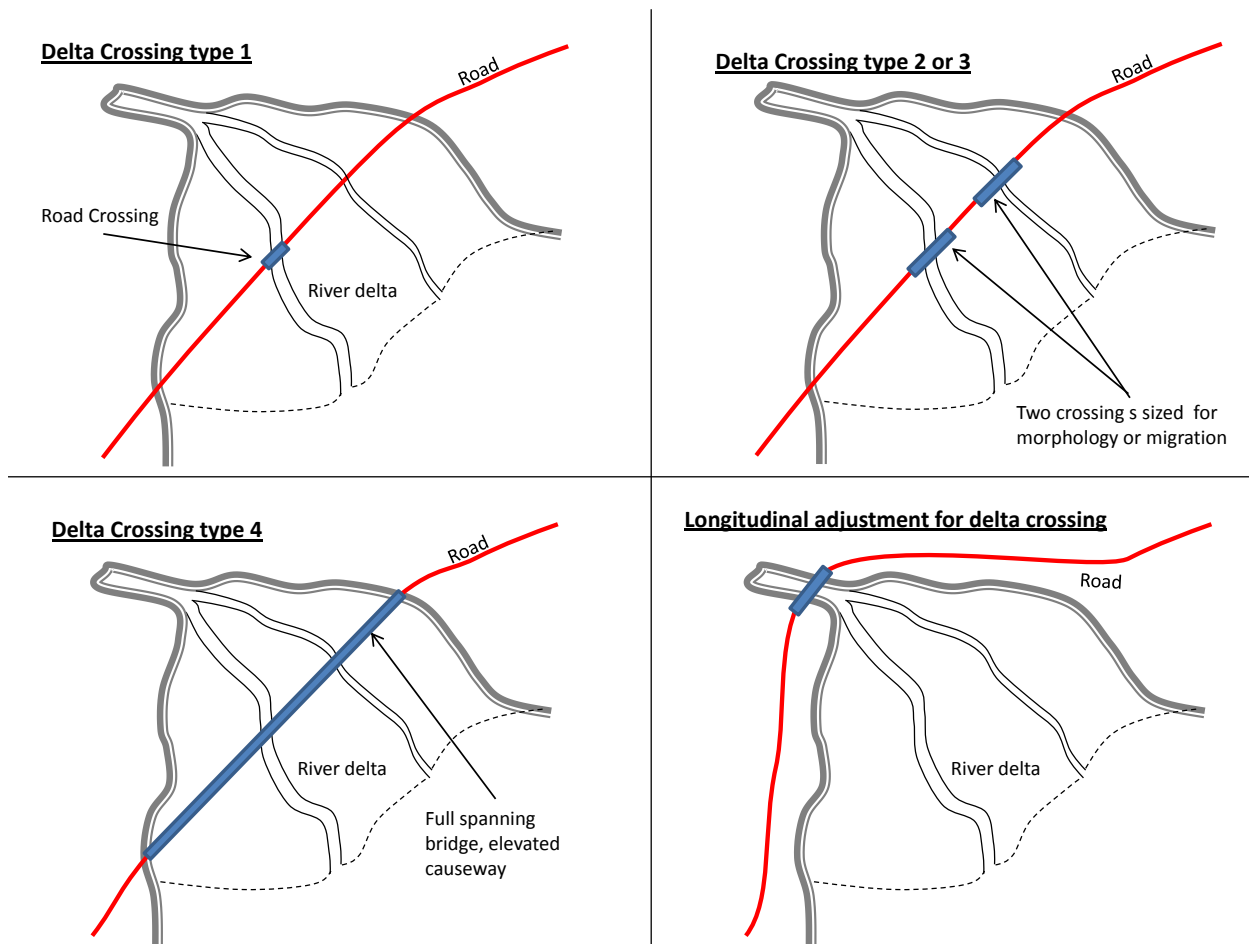 Delta Crossing type 1
Road
Road Crossing
River delta
Delta Crossing type 2 or 3
Road
Two crossing s sized for
morphology or migration
Delta Crossing type 4
Road
River delta
Full spanning
bridge, elevated
causeway
Longitudinal adjustment for delta crossing
Road
River delta